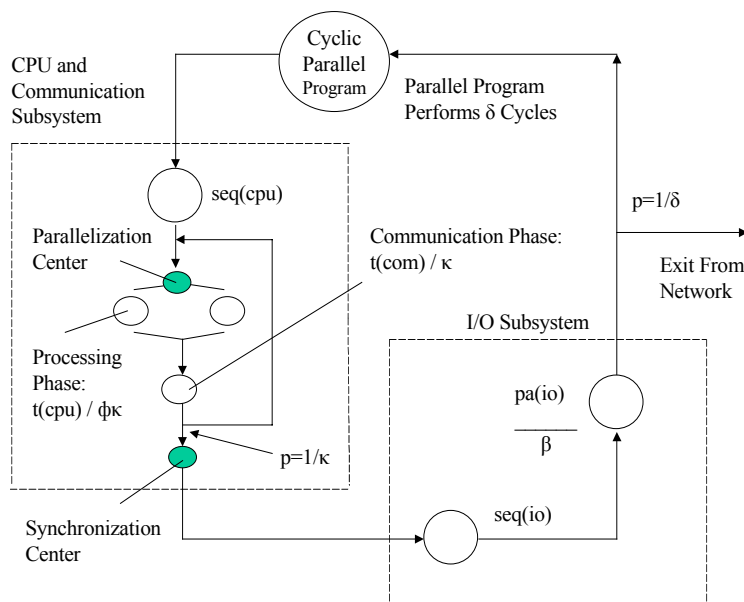 Cyclic
Parallel
Program
CPU and
Communication
Subsystem
Parallel Program
Performs δ Cycles
seq(cpu)
p=1/δ
Parallelization
Center
Communication Phase:
t(com) / κ
Exit From
Network
I/O Subsystem
Processing
Phase:
t(cpu) / ϕκ
pa(io)
β
p=1/κ
seq(io)
Synchronization
Center